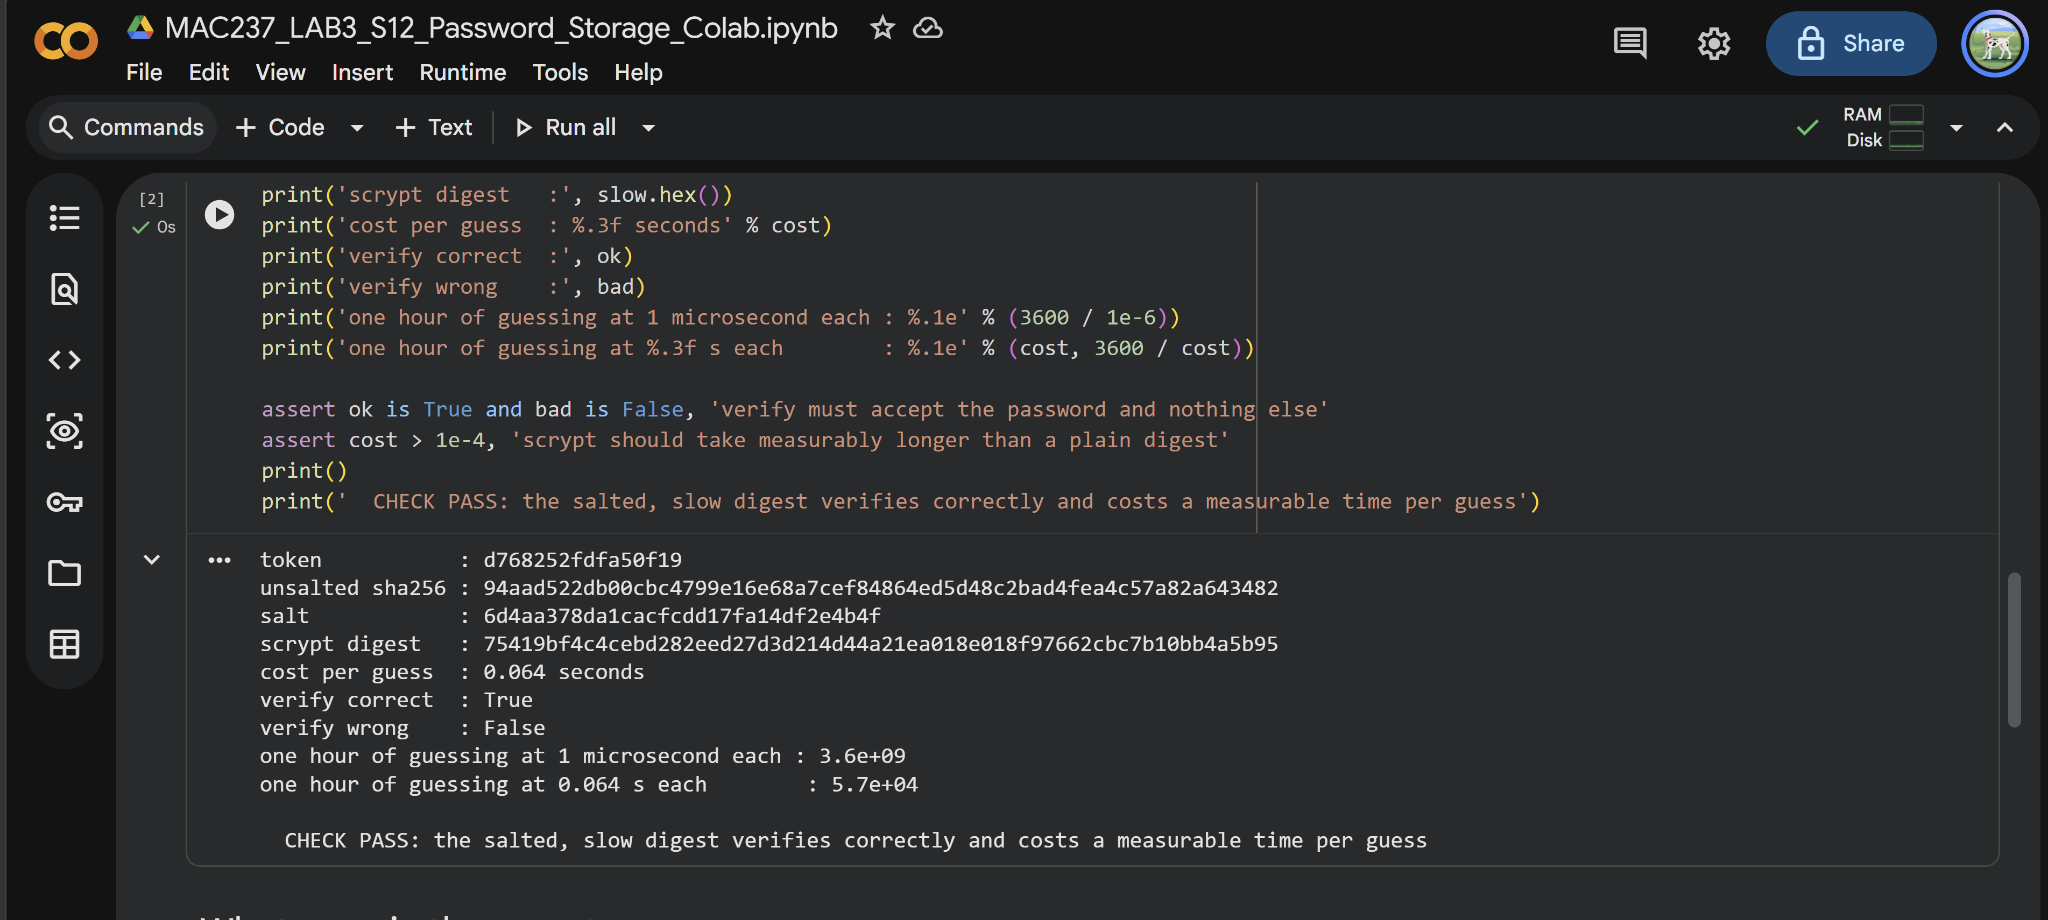 MAC237_LAB3_S12_Password_Storage_Colab.ipynb
File Edit View Insert Runtime Tools Help
Share
Commands + Code + Text Run all
RAM
Disk
[2]
0s
print('scrypt digest   :', slow.hex())
print('cost per guess  : %.3f seconds' % cost)
print('verify correct  :', ok)
print('verify wrong    :', bad)
print('one hour of guessing at 1 microsecond each : %.1e' % (3600 / 1e-6))
print('one hour of guessing at %.3f s each        : %.1e' % (cost, 3600 / cost))
assert ok is True and bad is False, 'verify must accept the password and nothing else'
assert cost > 1e-4, 'scrypt should take measurably longer than a plain digest'
print()
print('  CHECK PASS: the salted, slow digest verifies correctly and costs a measurable time per guess')
token           : d768252fdfa50f19
unsalted sha256 : 94aad522db00cbc4799e16e68a7cef84864ed5d48c2bad4fea4c57a82a643482
salt            : 6d4aa378da1cacfcdd17fa14df2e4b4f
scrypt digest   : 75419bf4c4cebd282eed27d3d214d44a21ea018e018f97662cbc7b10bb4a5b95
cost per guess  : 0.064 seconds
verify correct  : True
verify wrong    : False
one hour of guessing at 1 microsecond each : 3.6e+09
one hour of guessing at 0.064 s each        : 5.7e+04
CHECK PASS: the salted, slow digest verifies correctly and costs a measurable time per guess